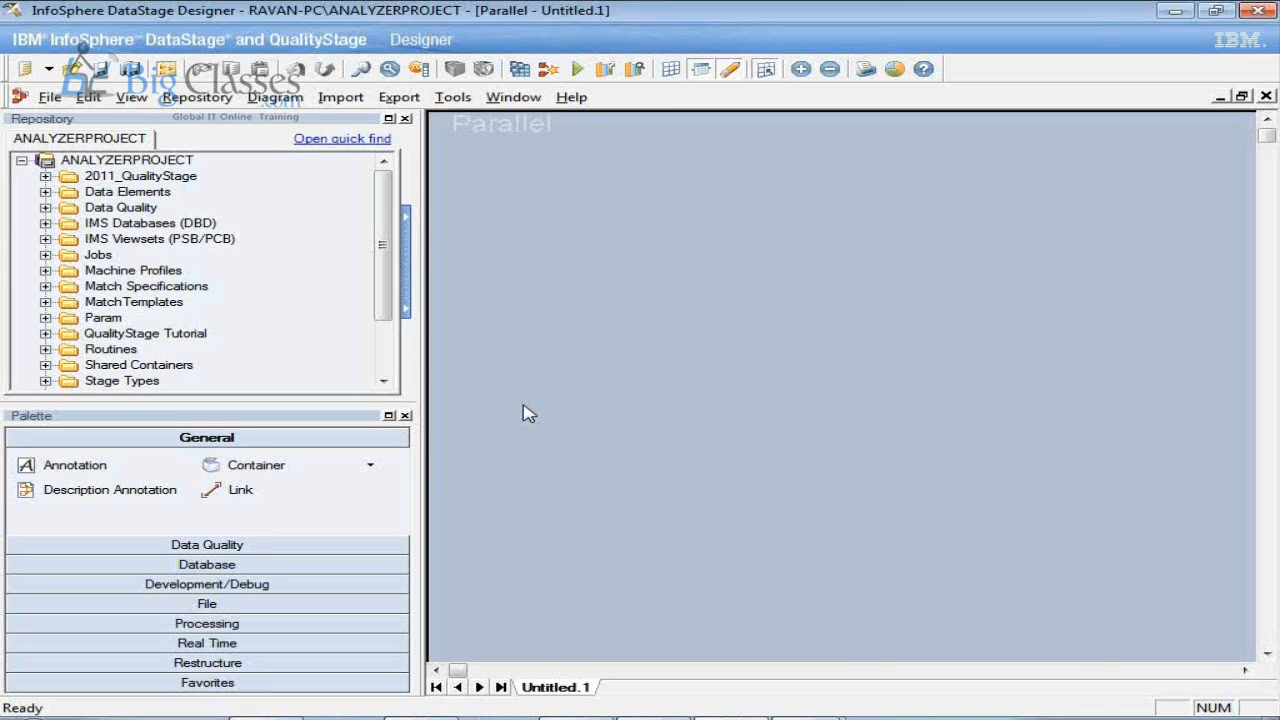 InfoSphere DataStage Designer - RAVAN-PC\ANALYZERPROJECT - [Parallel - Untitled.1]
IBM® InfoSphere™ DataStage® and QualityStage Designer
IBM.
BigClasses
.com
Global IT Online Training
File Edit View Repository Diagram Import Export Tools Window Help
Repository
ANALYZERPROJECT Open quick find
ANALYZERPROJECT
2011_QualityStage
Data Elements
Data Quality
IMS Databases (DBD)
IMS Viewsets (PSB/PCB)
Jobs
Machine Profiles
Match Specifications
MatchTemplates
Param
QualityStage Tutorial
Routines
Shared Containers
Stage Types
Palette
General
Annotation Container
Description Annotation Link
Data Quality
Database
Development/Debug
File
Processing
Real Time
Restructure
Favorites
Parallel
Untitled.1
Ready NUM